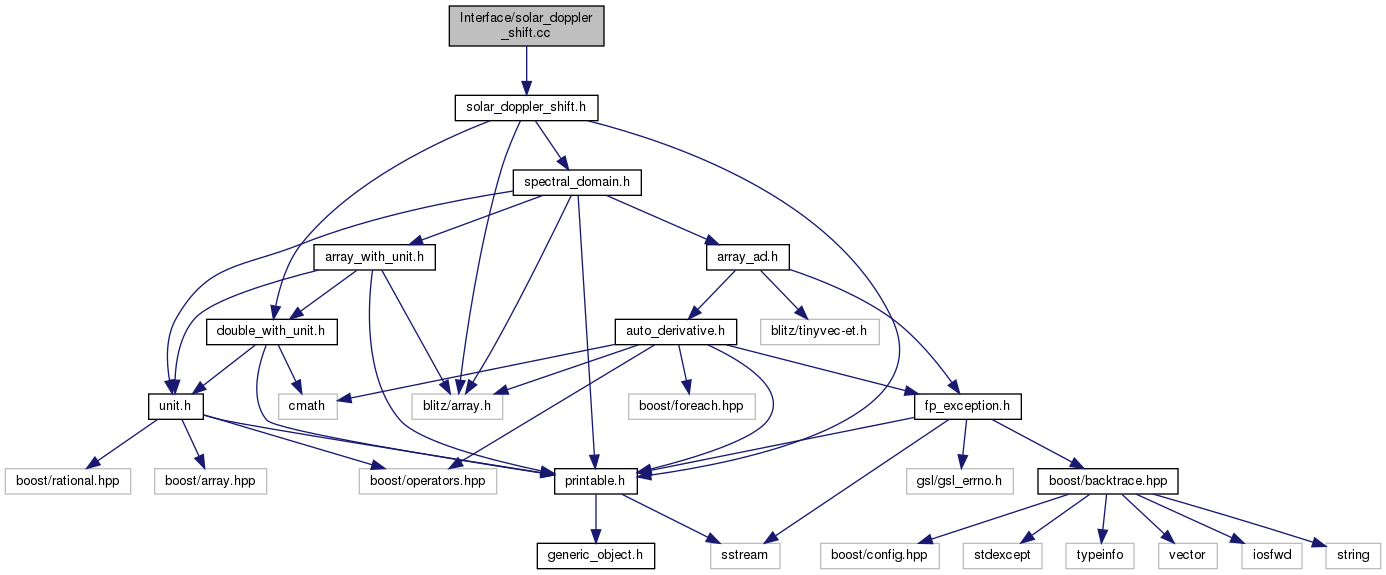 Interface/solar_doppler
_shift.cc
solar_doppler_shift.h
spectral_domain.h
array_with_unit.h
array_ad.h
double_with_unit.h
auto_derivative.h
blitz/tinyvec-et.h
unit.h
cmath
blitz/array.h
boost/foreach.hpp
fp_exception.h
boost/rational.hpp
boost/array.hpp
boost/operators.hpp
printable.h
gsl/gsl_errno.h
boost/backtrace.hpp
generic_object.h
sstream
boost/config.hpp
stdexcept
typeinfo
vector
iosfwd
string